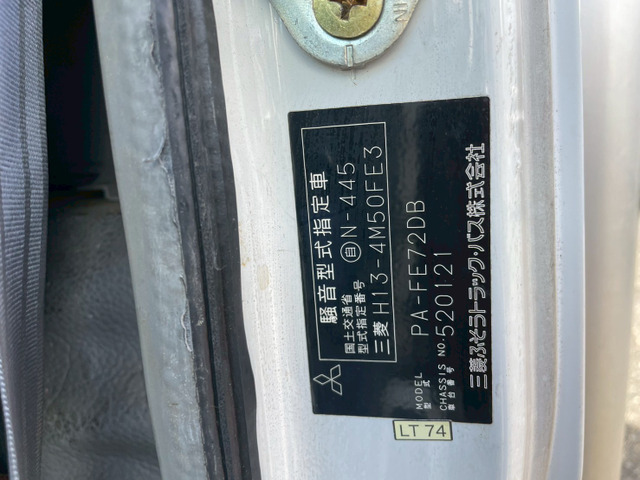 騒音型式指定車
国土交通省
型式指定番号 自N-445
三菱 H13-4M50FE3
MODEL
型式 PA-FE72DB
CHASSIS NO.
車台番号 520121
三菱ふそうトラック・バス株式会社
LT 74